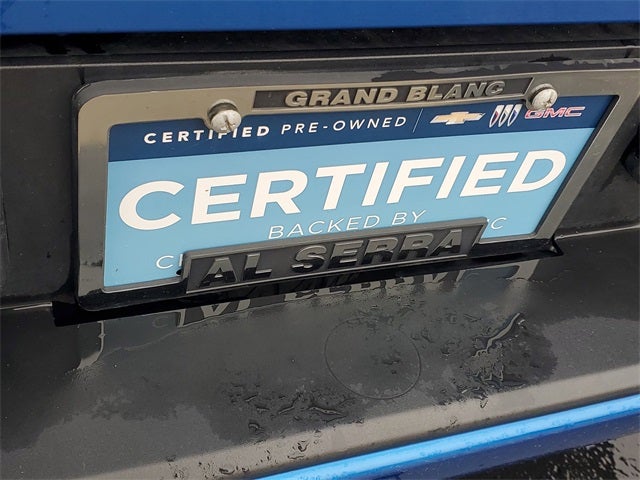 GRAND BLANC
CERTIFIED PRE-OWNED GMC
CERTIFIED
BACKED BY
AL SERRA